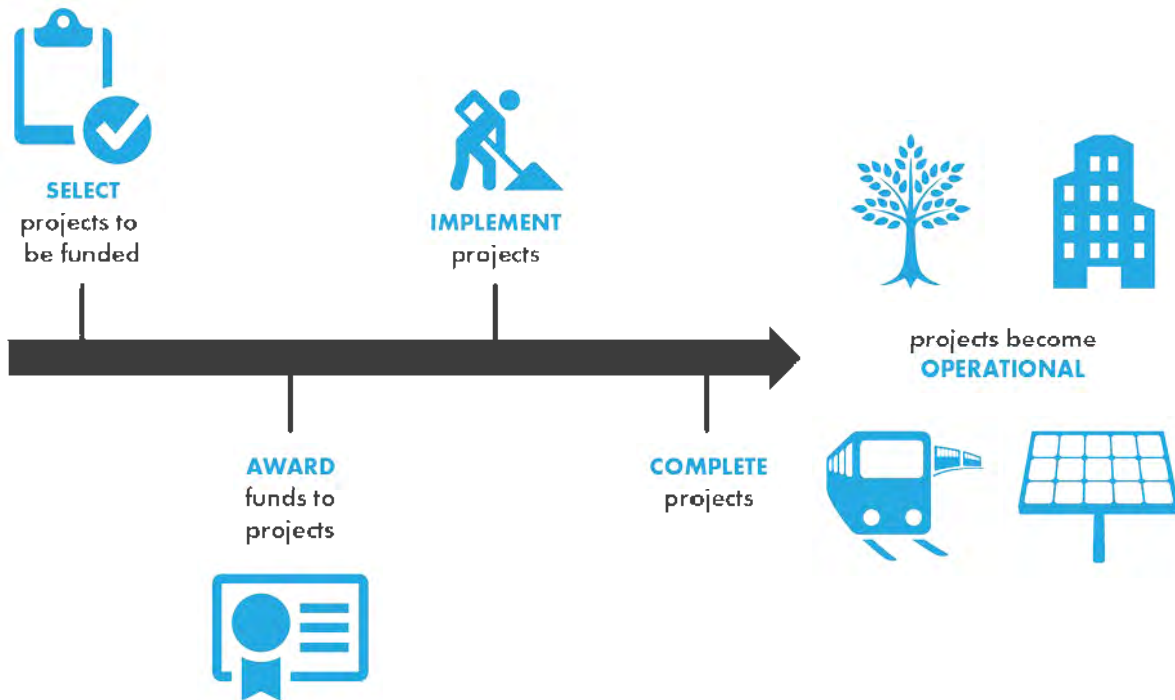 SELECT
projects to
be funded
AWARD
funds to
projects
IMPLEMENT
projects
COMPLETE
projects
projects become
OPERATIONAL